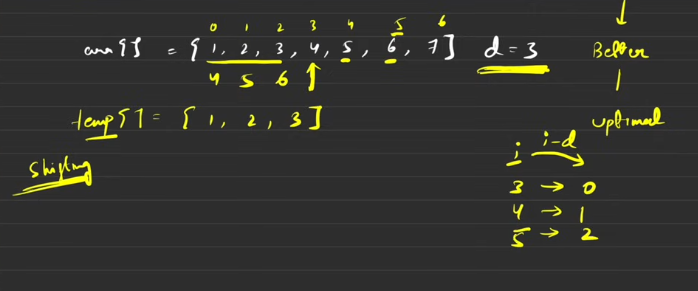 0 1 2 3 4 5 6
arr[] = [1, 2, 3, 4, 5, 6, 7] d = 3
4 5 6
temp[] = [1, 2, 3]
Shifting
Better
optimal
i i-d
3 → 0
4 → 1
5 → 2